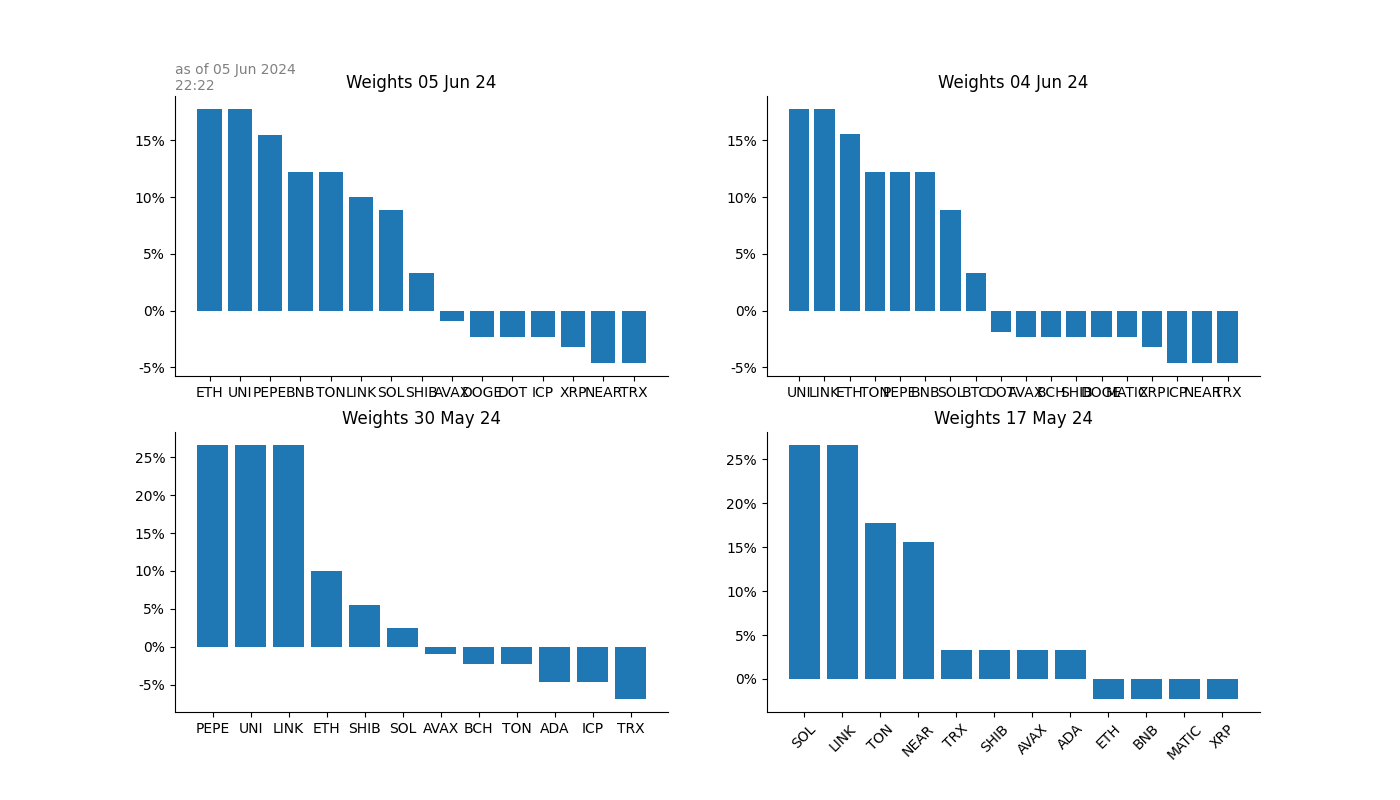 as of 05 Jun 2024
22:22
Weights 05 Jun 24
15%
10%
5%
0%
-5%
ETH UNI PEPE BNB TON LINK SOL SHIB AVAX DOGE DOT ICP XRP NEAR TRX
Weights 04 Jun 24
15%
10%
5%
0%
-5%
UNI LINK ETH TON PEPE BNB SOL BTC DOT AVAX BCH SHIB DOGE MATIC XRP ICP NEAR TRX
Weights 30 May 24
25%
20%
15%
10%
5%
0%
-5%
PEPE UNI LINK ETH SHIB SOL AVAX BCH TON ADA ICP TRX
Weights 17 May 24
25%
20%
15%
10%
5%
0%
SOL LINK TON NEAR TRX SHIB AVAX ADA ETH BNB MATIC XRP